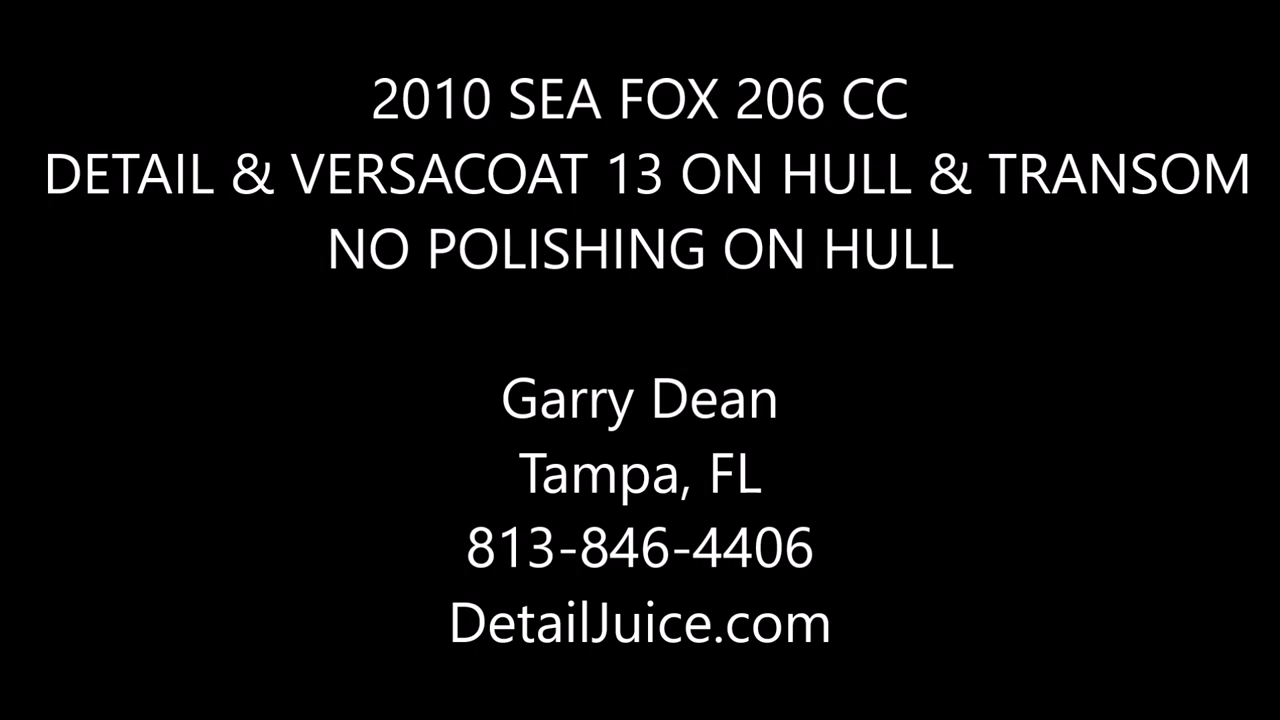 2010 SEA FOX 206 CC
DETAIL & VERSACOAT 13 ON HULL & TRANSOM
NO POLISHING ON HULL
Garry Dean
Tampa, FL
813-846-4406
DetailJuice.com